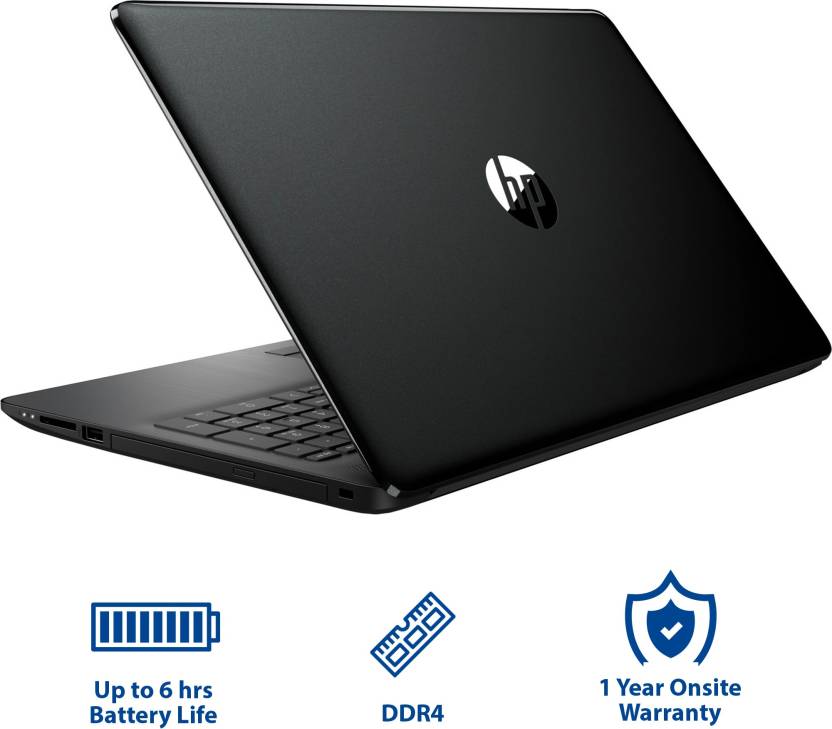 hp
Up to 6 hrs
Battery Life
DDR4
1 Year Onsite
Warranty